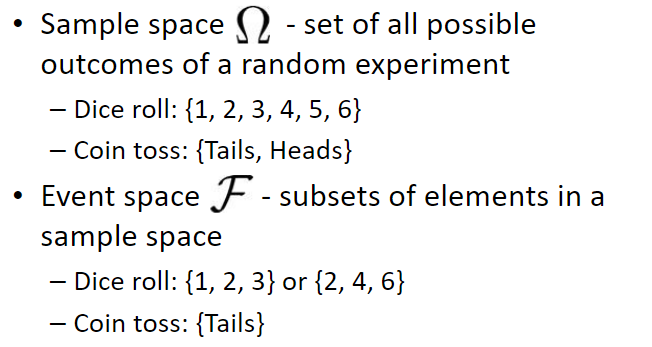 • Sample space Ω - set of all possible
outcomes of a random experiment
– Dice roll: {1, 2, 3, 4, 5, 6}
– Coin toss: {Tails, Heads}
• Event space ℱ - subsets of elements in a
sample space
– Dice roll: {1, 2, 3} or {2, 4, 6}
– Coin toss: {Tails}